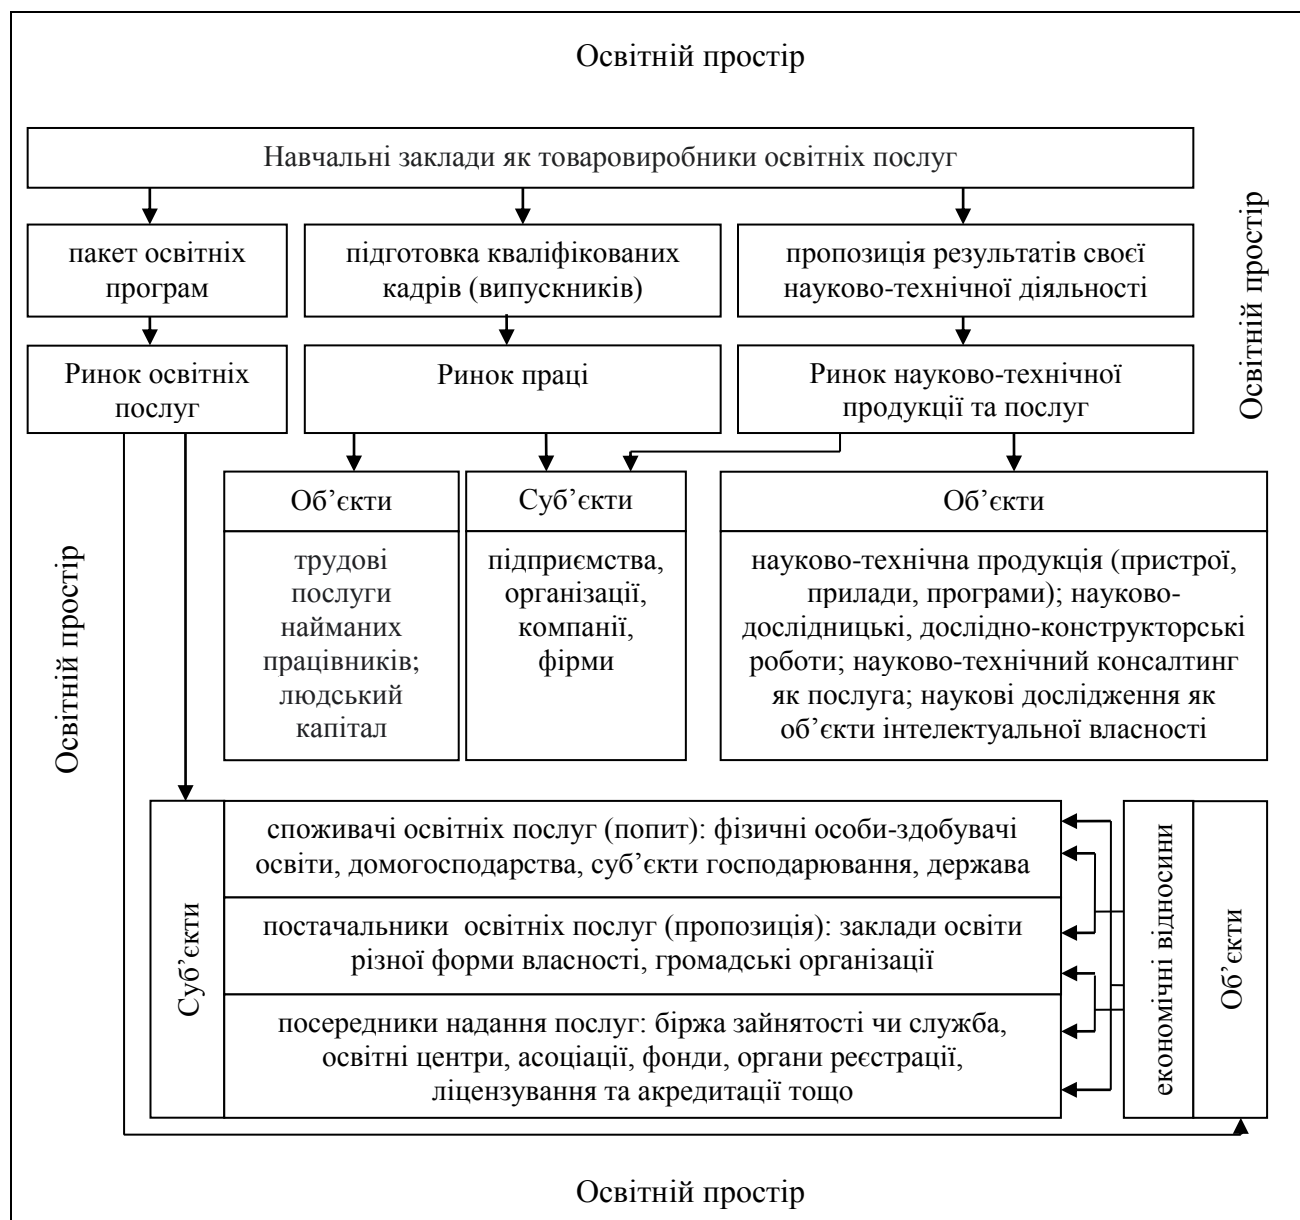 Освітній простір
Навчальні заклади як товаровиробники освітніх послуг
пакет освітніх
програм
підготовка кваліфікованих
кадрів (випускників)
пропозиція результатів своєї
науково-технічної діяльності
Освітній простір
Ринок освітніх
послуг
Ринок праці
Ринок науково-технічної
продукції та послуг
Об’єкти
трудові
послуги
найманих
працівників;
людський
капітал
Суб’єкти
підприємства,
організації,
компанії,
фірми
Об’єкти
науково-технічна продукція (пристрої,
прилади, програми); науково-
дослідницькі, дослідно-конструкторські
роботи; науково-технічний консалтинг
як послуга; наукові дослідження як
об’єкти інтелектуальної власності
Освітній простір
Суб’єкти
споживачі освітніх послуг (попит): фізичні особи-здобувачі
освіти, домогосподарства, суб’єкти господарювання, держава
постачальники освітніх послуг (пропозиція): заклади освіти
різної форми власності, громадські організації
посередники надання послуг: біржа зайнятості чи служба,
освітні центри, асоціації, фонди, органи реєстрації,
ліцензування та акредитації тощо
економічні відносини
Об’єкти
Освітній простір